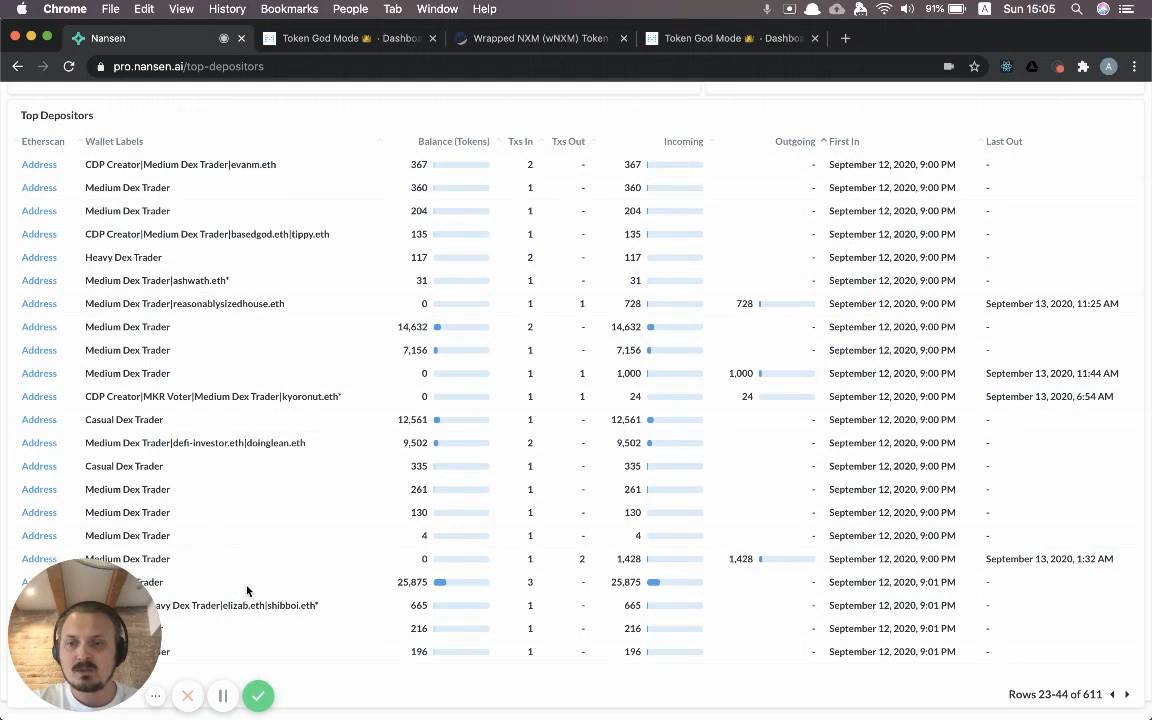 Chrome File Edit View History Bookmarks People Tab Window Help 91% A Sun 15:05
Nansen Token God Mode 👑 · Dashbo Wrapped NXM (wNXM) Token Token God Mode 👑 · Dashbo
pro.nansen.ai/top-depositors A
Top Depositors
Etherscan Wallet Labels Balance (Tokens) Txs In Txs Out Incoming Outgoing First In Last Out
Address CDP Creator|Medium Dex Trader|evanm.eth 367 2 - 367 - September 12, 2020, 9:00 PM -
Address Medium Dex Trader 360 1 - 360 - September 12, 2020, 9:00 PM -
Address Medium Dex Trader 204 1 - 204 - September 12, 2020, 9:00 PM -
Address CDP Creator|Medium Dex Trader|basedgod.eth|tippy.eth 135 1 - 135 - September 12, 2020, 9:00 PM -
Address Heavy Dex Trader 117 2 - 117 - September 12, 2020, 9:00 PM -
Address Medium Dex Trader|ashwath.eth* 31 1 - 31 - September 12, 2020, 9:00 PM -
Address Medium Dex Trader|reasonablysizedhouse.eth 0 1 1 728 728 September 12, 2020, 9:00 PM September 13, 2020, 11:25 AM
Address Medium Dex Trader 14,632 2 - 14,632 - September 12, 2020, 9:00 PM -
Address Medium Dex Trader 7,156 1 - 7,156 - September 12, 2020, 9:00 PM -
Address Medium Dex Trader 0 1 1 1,000 1,000 September 12, 2020, 9:00 PM September 13, 2020, 11:44 AM
Address CDP Creator|MKR Voter|Medium Dex Trader|kyoronut.eth* 0 1 1 24 24 September 12, 2020, 9:00 PM September 13, 2020, 6:54 AM
Address Casual Dex Trader 12,561 1 - 12,561 - September 12, 2020, 9:00 PM -
Address Medium Dex Trader|defi-investor.eth|doinglean.eth 9,502 2 - 9,502 - September 12, 2020, 9:00 PM -
Address Casual Dex Trader 335 1 - 335 - September 12, 2020, 9:00 PM -
Address Medium Dex Trader 261 1 - 261 - September 12, 2020, 9:00 PM -
Address Medium Dex Trader 130 1 - 130 - September 12, 2020, 9:00 PM -
Address Medium Dex Trader 4 1 - 4 - September 12, 2020, 9:00 PM -
Medium Dex Trader 0 1 2 1,428 1,428 September 12, 2020, 9:00 PM September 13, 2020, 1:32 AM
Trader 25,875 3 - 25,875 - September 12, 2020, 9:01 PM -
Dex Trader|elizab.eth|shibboi.eth* 665 1 - 665 - September 12, 2020, 9:01 PM -
216 1 - 216 - September 12, 2020, 9:01 PM -
196 1 - 196 - September 12, 2020, 9:01 PM -
Rows 23-44 of 611